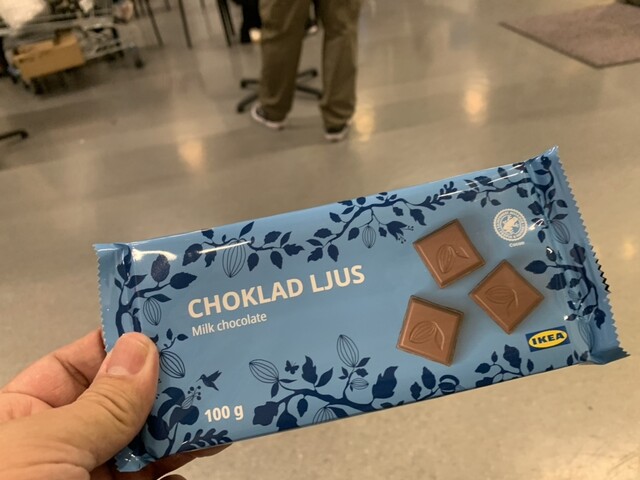 CHOKLAD LJUS
Milk chocolate
100 g
IKEA